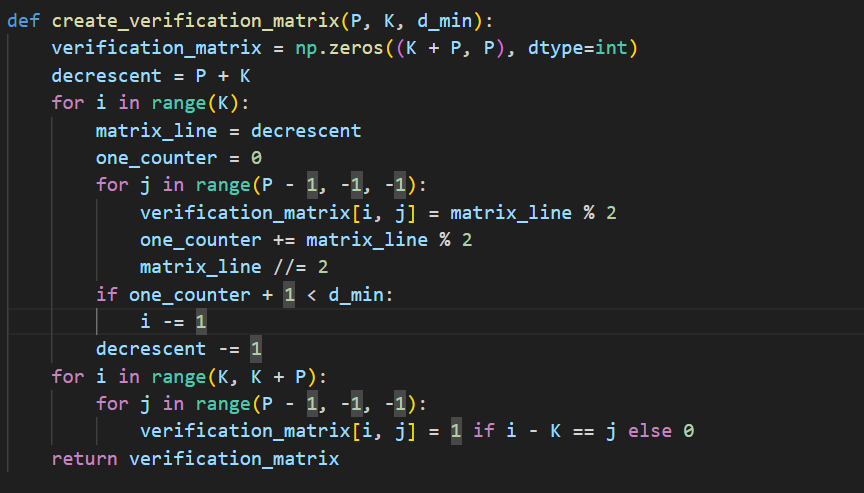 def create_verification_matrix(P, K, d_min):
    verification_matrix = np.zeros((K + P, P), dtype=int)
    decrescent = P + K
    for i in range(K):
        matrix_line = decrescent
        one_counter = 0
        for j in range(P - 1, -1, -1):
            verification_matrix[i, j] = matrix_line % 2
            one_counter += matrix_line % 2
            matrix_line //= 2
        if one_counter + 1 < d_min:
            i -= 1
        decrescent -= 1
    for i in range(K, K + P):
        for j in range(P - 1, -1, -1):
            verification_matrix[i, j] = 1 if i - K == j else 0
    return verification_matrix